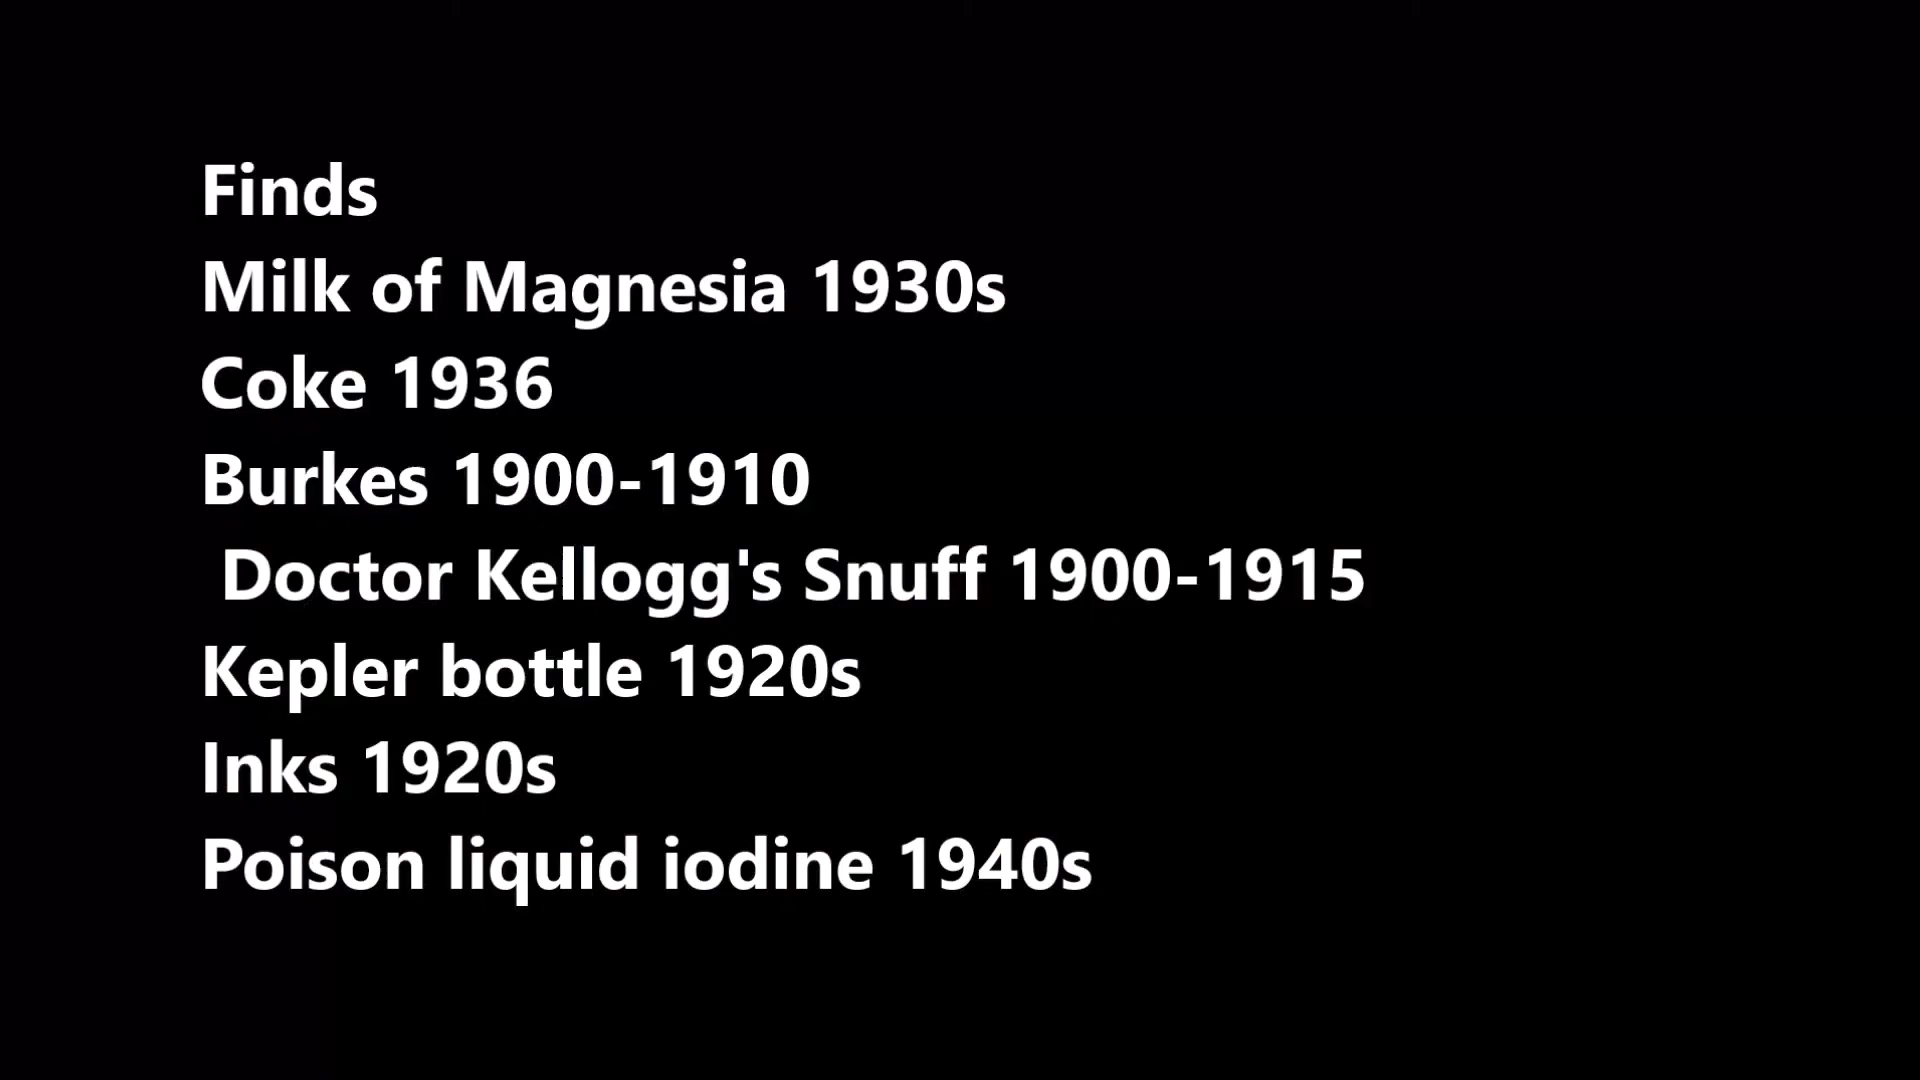 Finds
Milk of Magnesia 1930s
Coke 1936
Burkes 1900-1910
Doctor Kellogg's Snuff 1900-1915
Kepler bottle 1920s
Inks 1920s
Poison liquid iodine 1940s